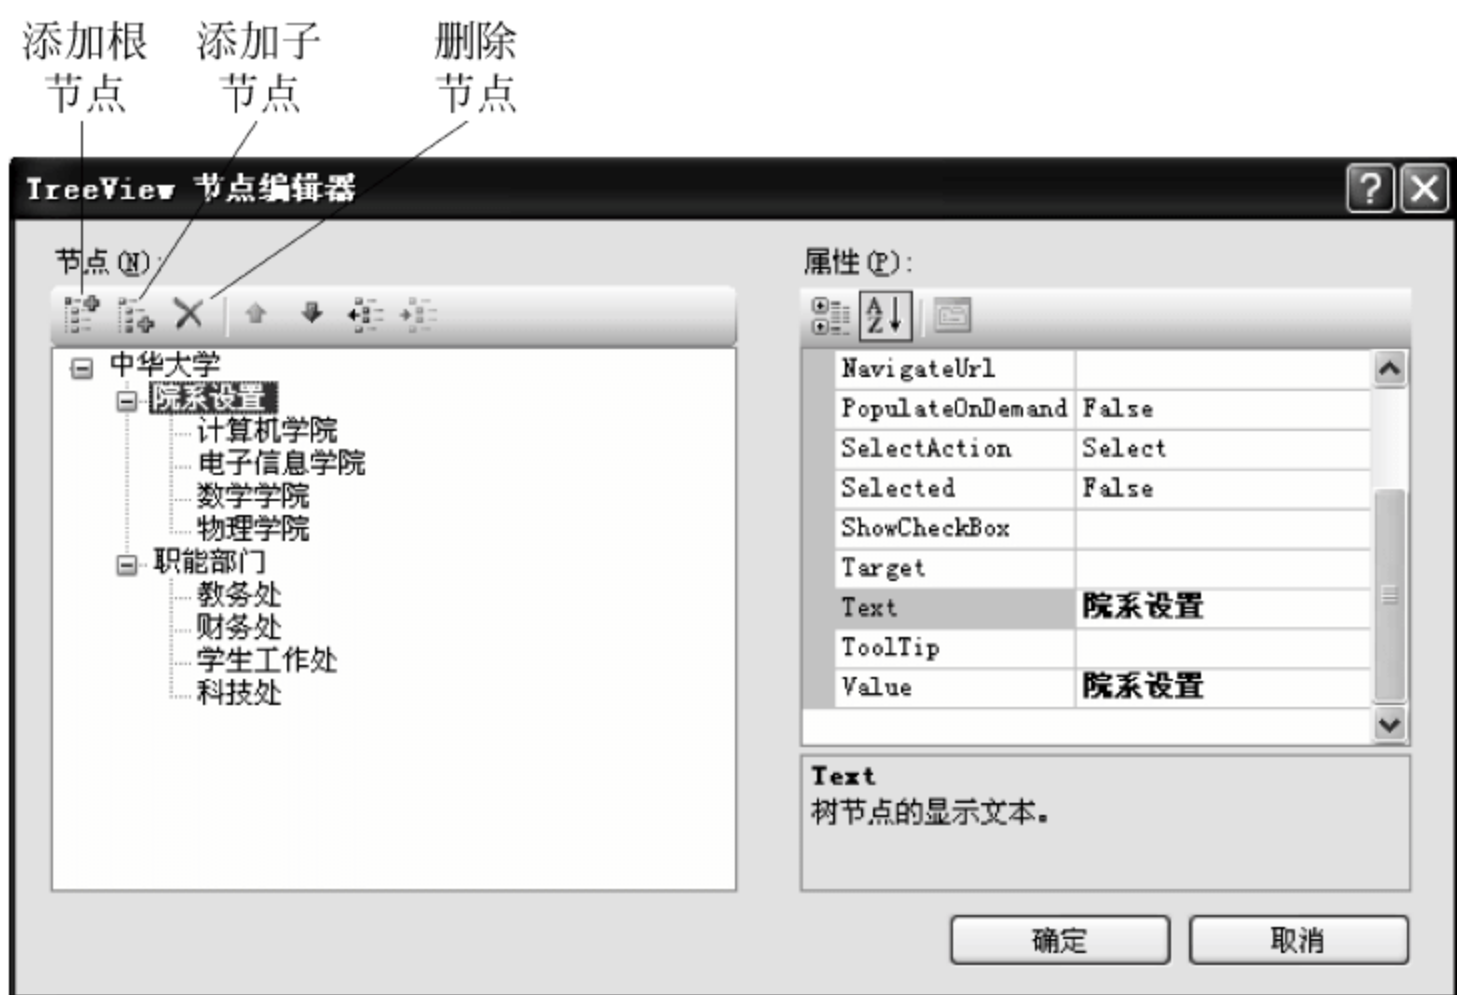 添加根
节点
添加子
节点
删除
节点
TreeView 节点编辑器
节点(N):
中华大学
院系设置
计算机学院
电子信息学院
数学学院
物理学院
职能部门
教务处
财务处
学生工作处
科技处
属性(P):
NavigateUrl
PopulateOnDemand False
SelectAction Select
Selected False
ShowCheckBox
Target
Text 院系设置
ToolTip
Value 院系设置
Text
树节点的显示文本。
确定 取消